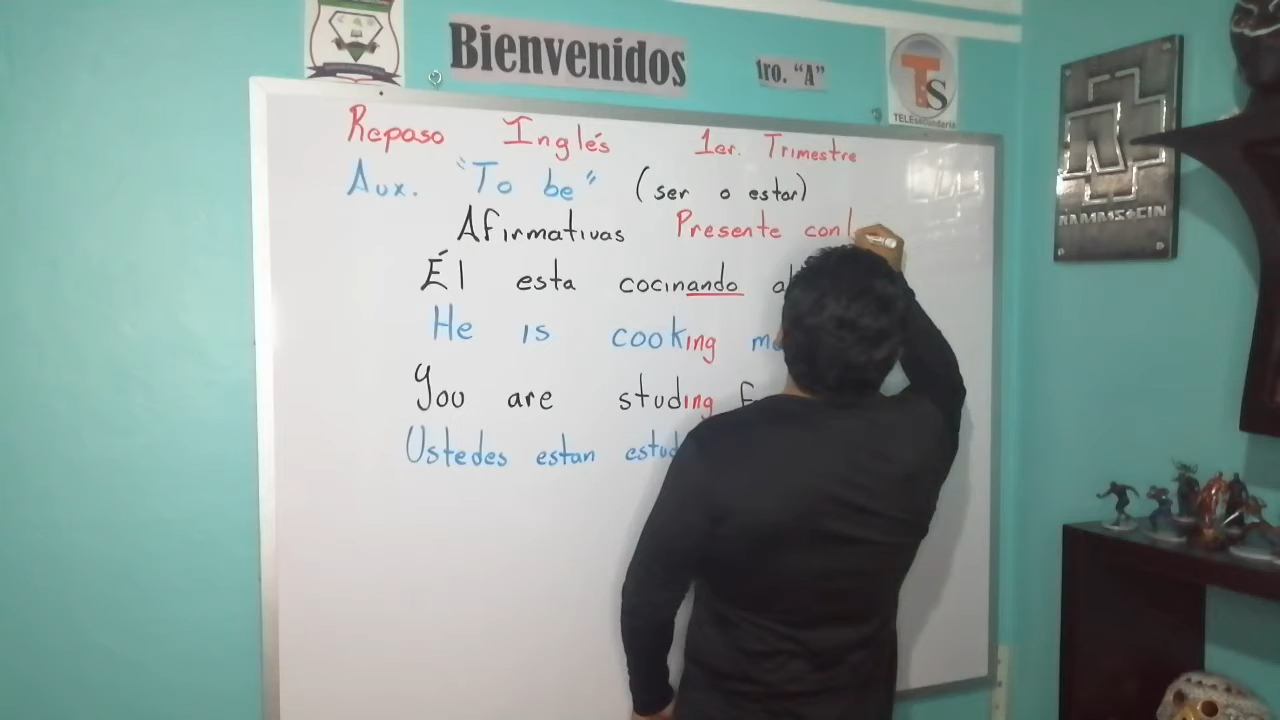 Bienvenidos 1ro. "A"
TS
TELEsecundaria
RAMMSTEIN
Repaso Inglés 1er. Trimestre
Aux. "To be" (ser o estar)
Afirmativas Presente
Él esta cocinando
He is cooking
You are studing
Ustedes estan